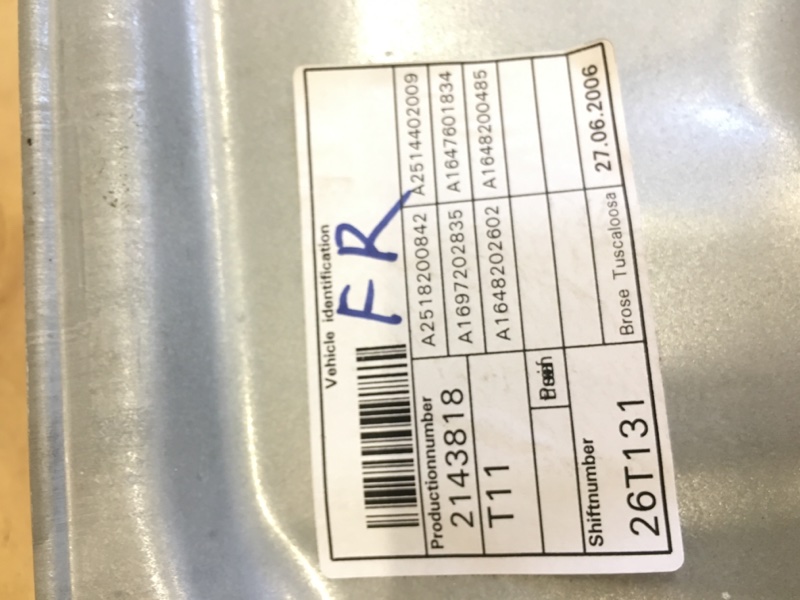 Vehicle identification
FR
Productionnumber
2143818
T11
A2518200842 A2514402009
A1697202835 A1647601834
A1648202602 A1648200485
Shiftnumber
26T131
Brose Tuscaloosa 27.06.2006